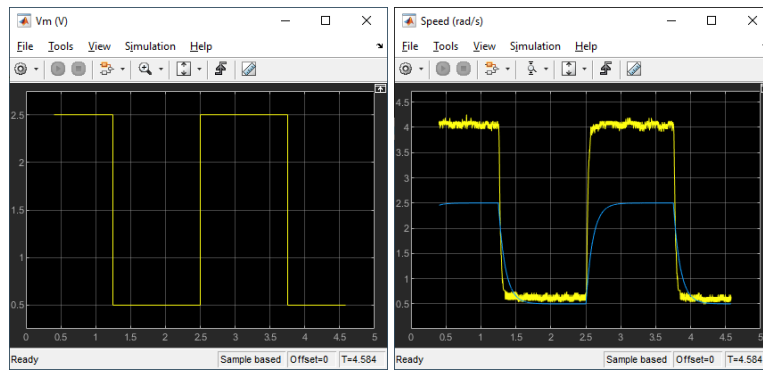 Vm (V)
File Tools View Simulation Help
2.5
2
1.5
1
0.5
0 0.5 1 1.5 2 2.5 3 3.5 4 4.5 5
Ready Sample based Offset=0 T=4.584
Speed (rad/s)
File Tools View Simulation Help
4.5
4
3.5
3
2.5
2
1.5
1
0.5
0 0.5 1 1.5 2 2.5 3 3.5 4 4.5 5
Ready Sample based Offset=0 T=4.584